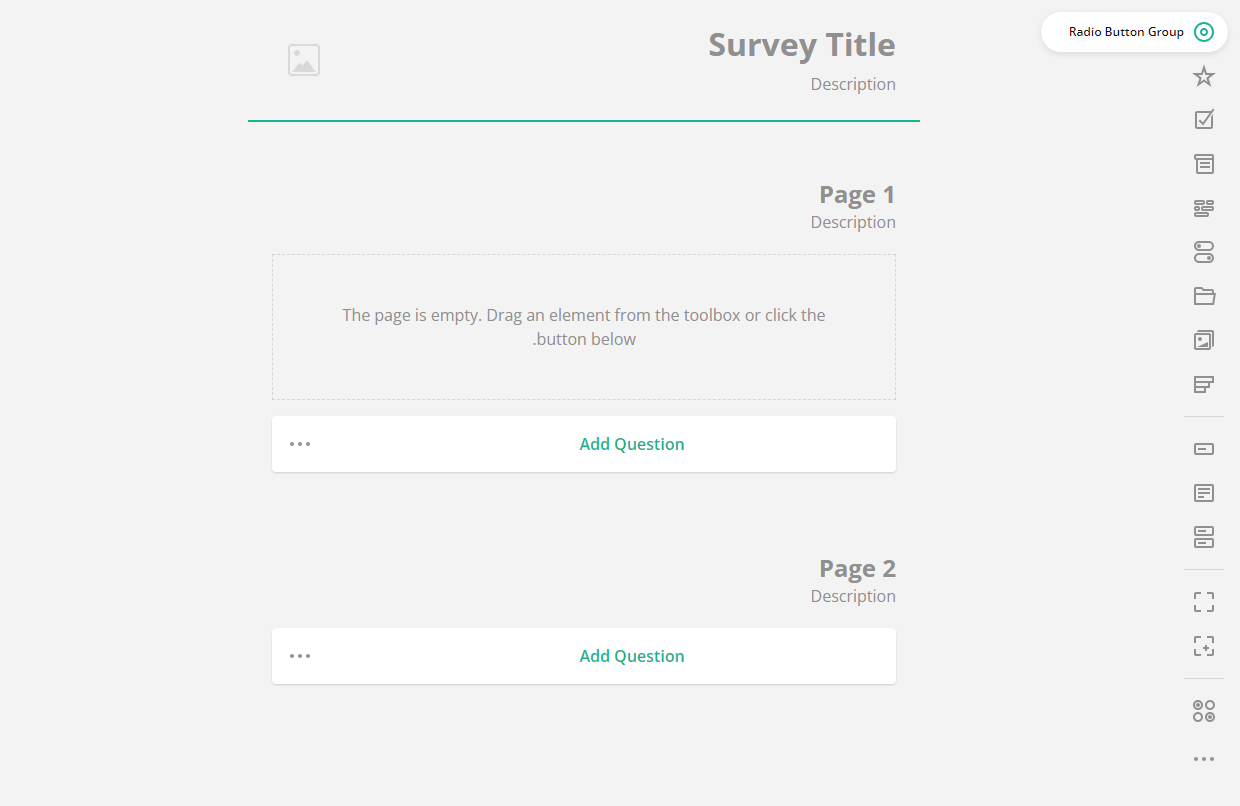 Survey Title
Description
Radio Button Group
Page 1
Description
The page is empty. Drag an element from the toolbox or click the
.button below
Add Question
Page 2
Description
Add Question